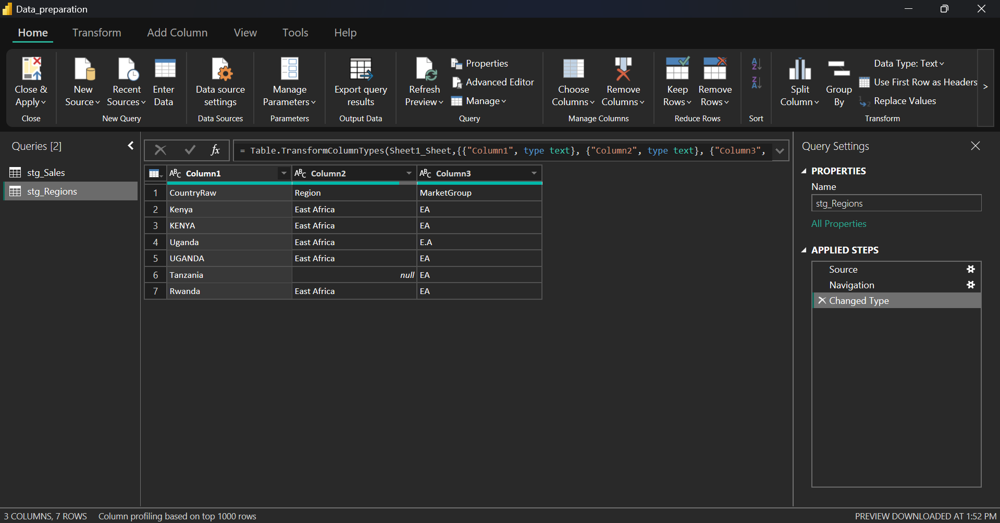 Data_preparation
Home Transform Add Column View Tools Help
Close & Apply
Close
New Source
Recent Sources
Enter Data
New Query
Data source settings
Data Sources
Manage Parameters
Parameters
Export query results
Output Data
Refresh Preview
Properties
Advanced Editor
Manage
Query
Choose Columns
Remove Columns
Manage Columns
Keep Rows
Remove Rows
Reduce Rows
Sort
Split Column
Group By
Data Type: Text
Use First Row as Headers
Replace Values
Transform
Queries [2]
stg_Sales
stg_Regions
fx = Table.TransformColumnTypes(Sheet1_Sheet,{{"Column1", type text}, {"Column2", type text}, {"Column3",
ABC Column1 ABC Column2 ABC Column3
1 CountryRaw Region MarketGroup
2 Kenya East Africa EA
3 KENYA East Africa EA
4 Uganda East Africa E.A
5 UGANDA East Africa EA
6 Tanzania null EA
7 Rwanda East Africa EA
Query Settings
PROPERTIES
Name
stg_Regions
All Properties
APPLIED STEPS
Source
Navigation
Changed Type
3 COLUMNS, 7 ROWS Column profiling based on top 1000 rows
PREVIEW DOWNLOADED AT 1:52 PM